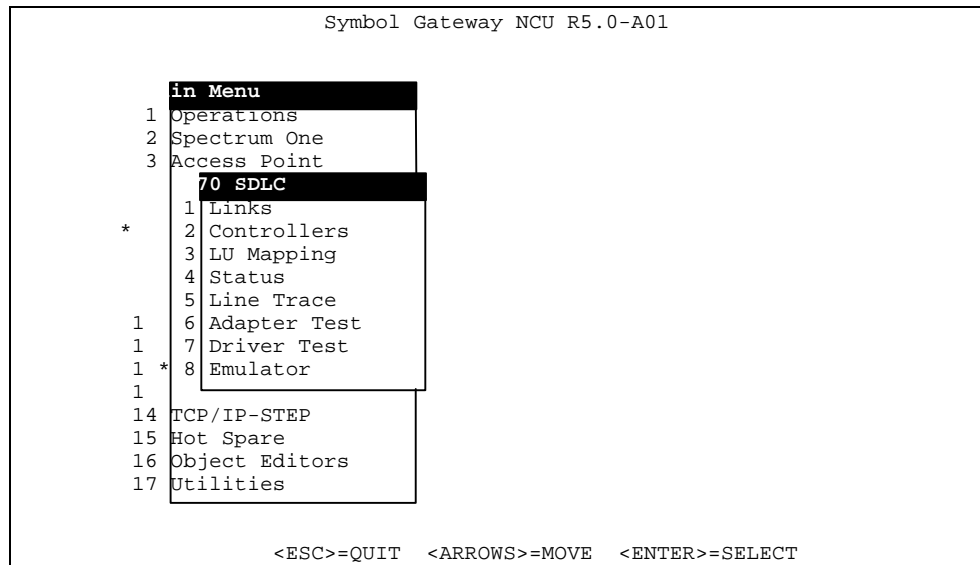 Symbol Gateway NCU R5.0-A01
in Menu
1 Operations
2 Spectrum One
3 Access Point
70 SDLC
1 Links
* 2 Controllers
3 LU Mapping
4 Status
5 Line Trace
1 6 Adapter Test
1 7 Driver Test
1 * 8 Emulator
1
14 TCP/IP-STEP
15 Hot Spare
16 Object Editors
17 Utilities
<ESC>=QUIT <ARROWS>=MOVE <ENTER>=SELECT